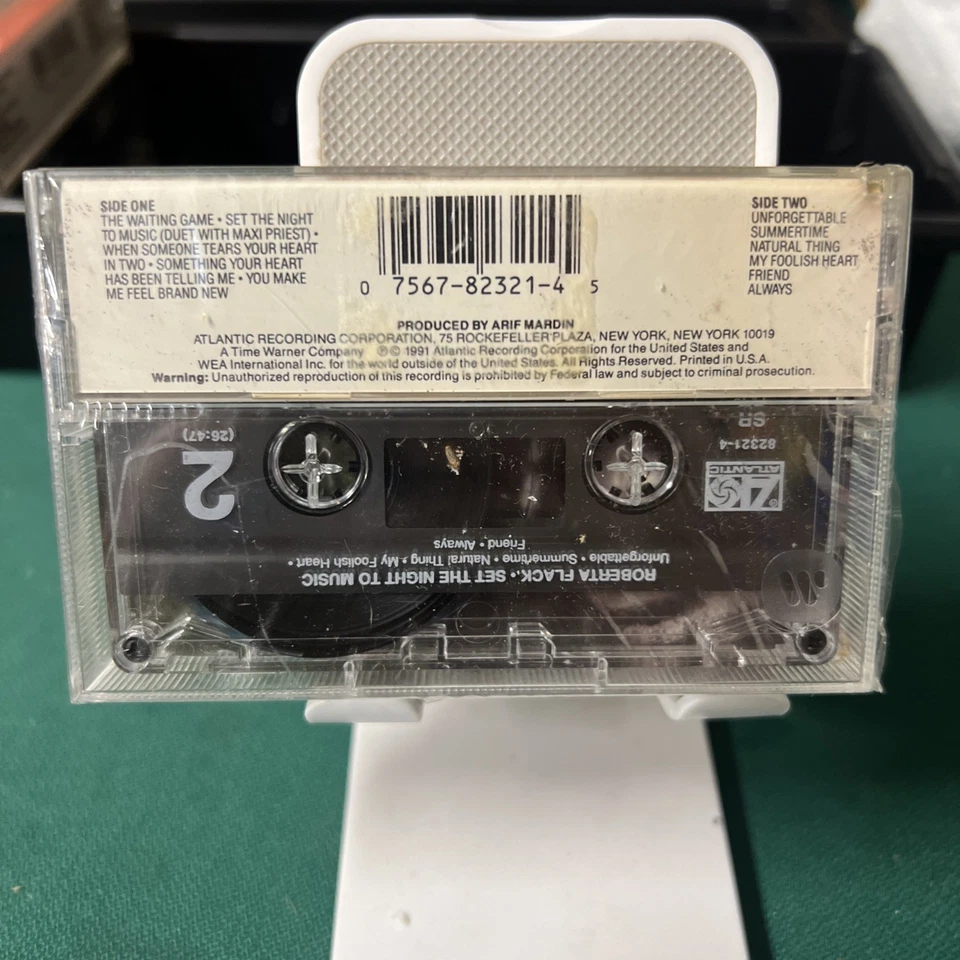 SIDE ONE
THE WAITING GAME • SET THE NIGHT
TO MUSIC (DUET WITH MAXI PRIEST) •
WHEN SOMEONE TEARS YOUR HEART
IN TWO • SOMETHING YOUR HEART
HAS BEEN TELLING ME • YOU MAKE
ME FEEL BRAND NEW
0 7567-82321-4 5
SIDE TWO
UNFORGETTABLE
SUMMERTIME
NATURAL THING
MY FOOLISH HEART
FRIEND
ALWAYS
PRODUCED BY ARIF MARDIN
ATLANTIC RECORDING CORPORATION, 75 ROCKEFELLER PLAZA, NEW YORK, NEW YORK 10019
A Time Warner Company ℗© 1991 Atlantic Recording Corporation for the United States and
WEA International Inc. for the world outside of the United States. All Rights Reserved. Printed in U.S.A.
Warning: Unauthorized reproduction of this recording is prohibited by Federal law and subject to criminal prosecution.
ROBERTA FLACK • SET THE NIGHT TO MUSIC
Unforgettable • Summertime • Natural Thing • My Foolish Heart •
Friend • Always
ATLANTIC
®
2
82321-4
SR
(26:47)